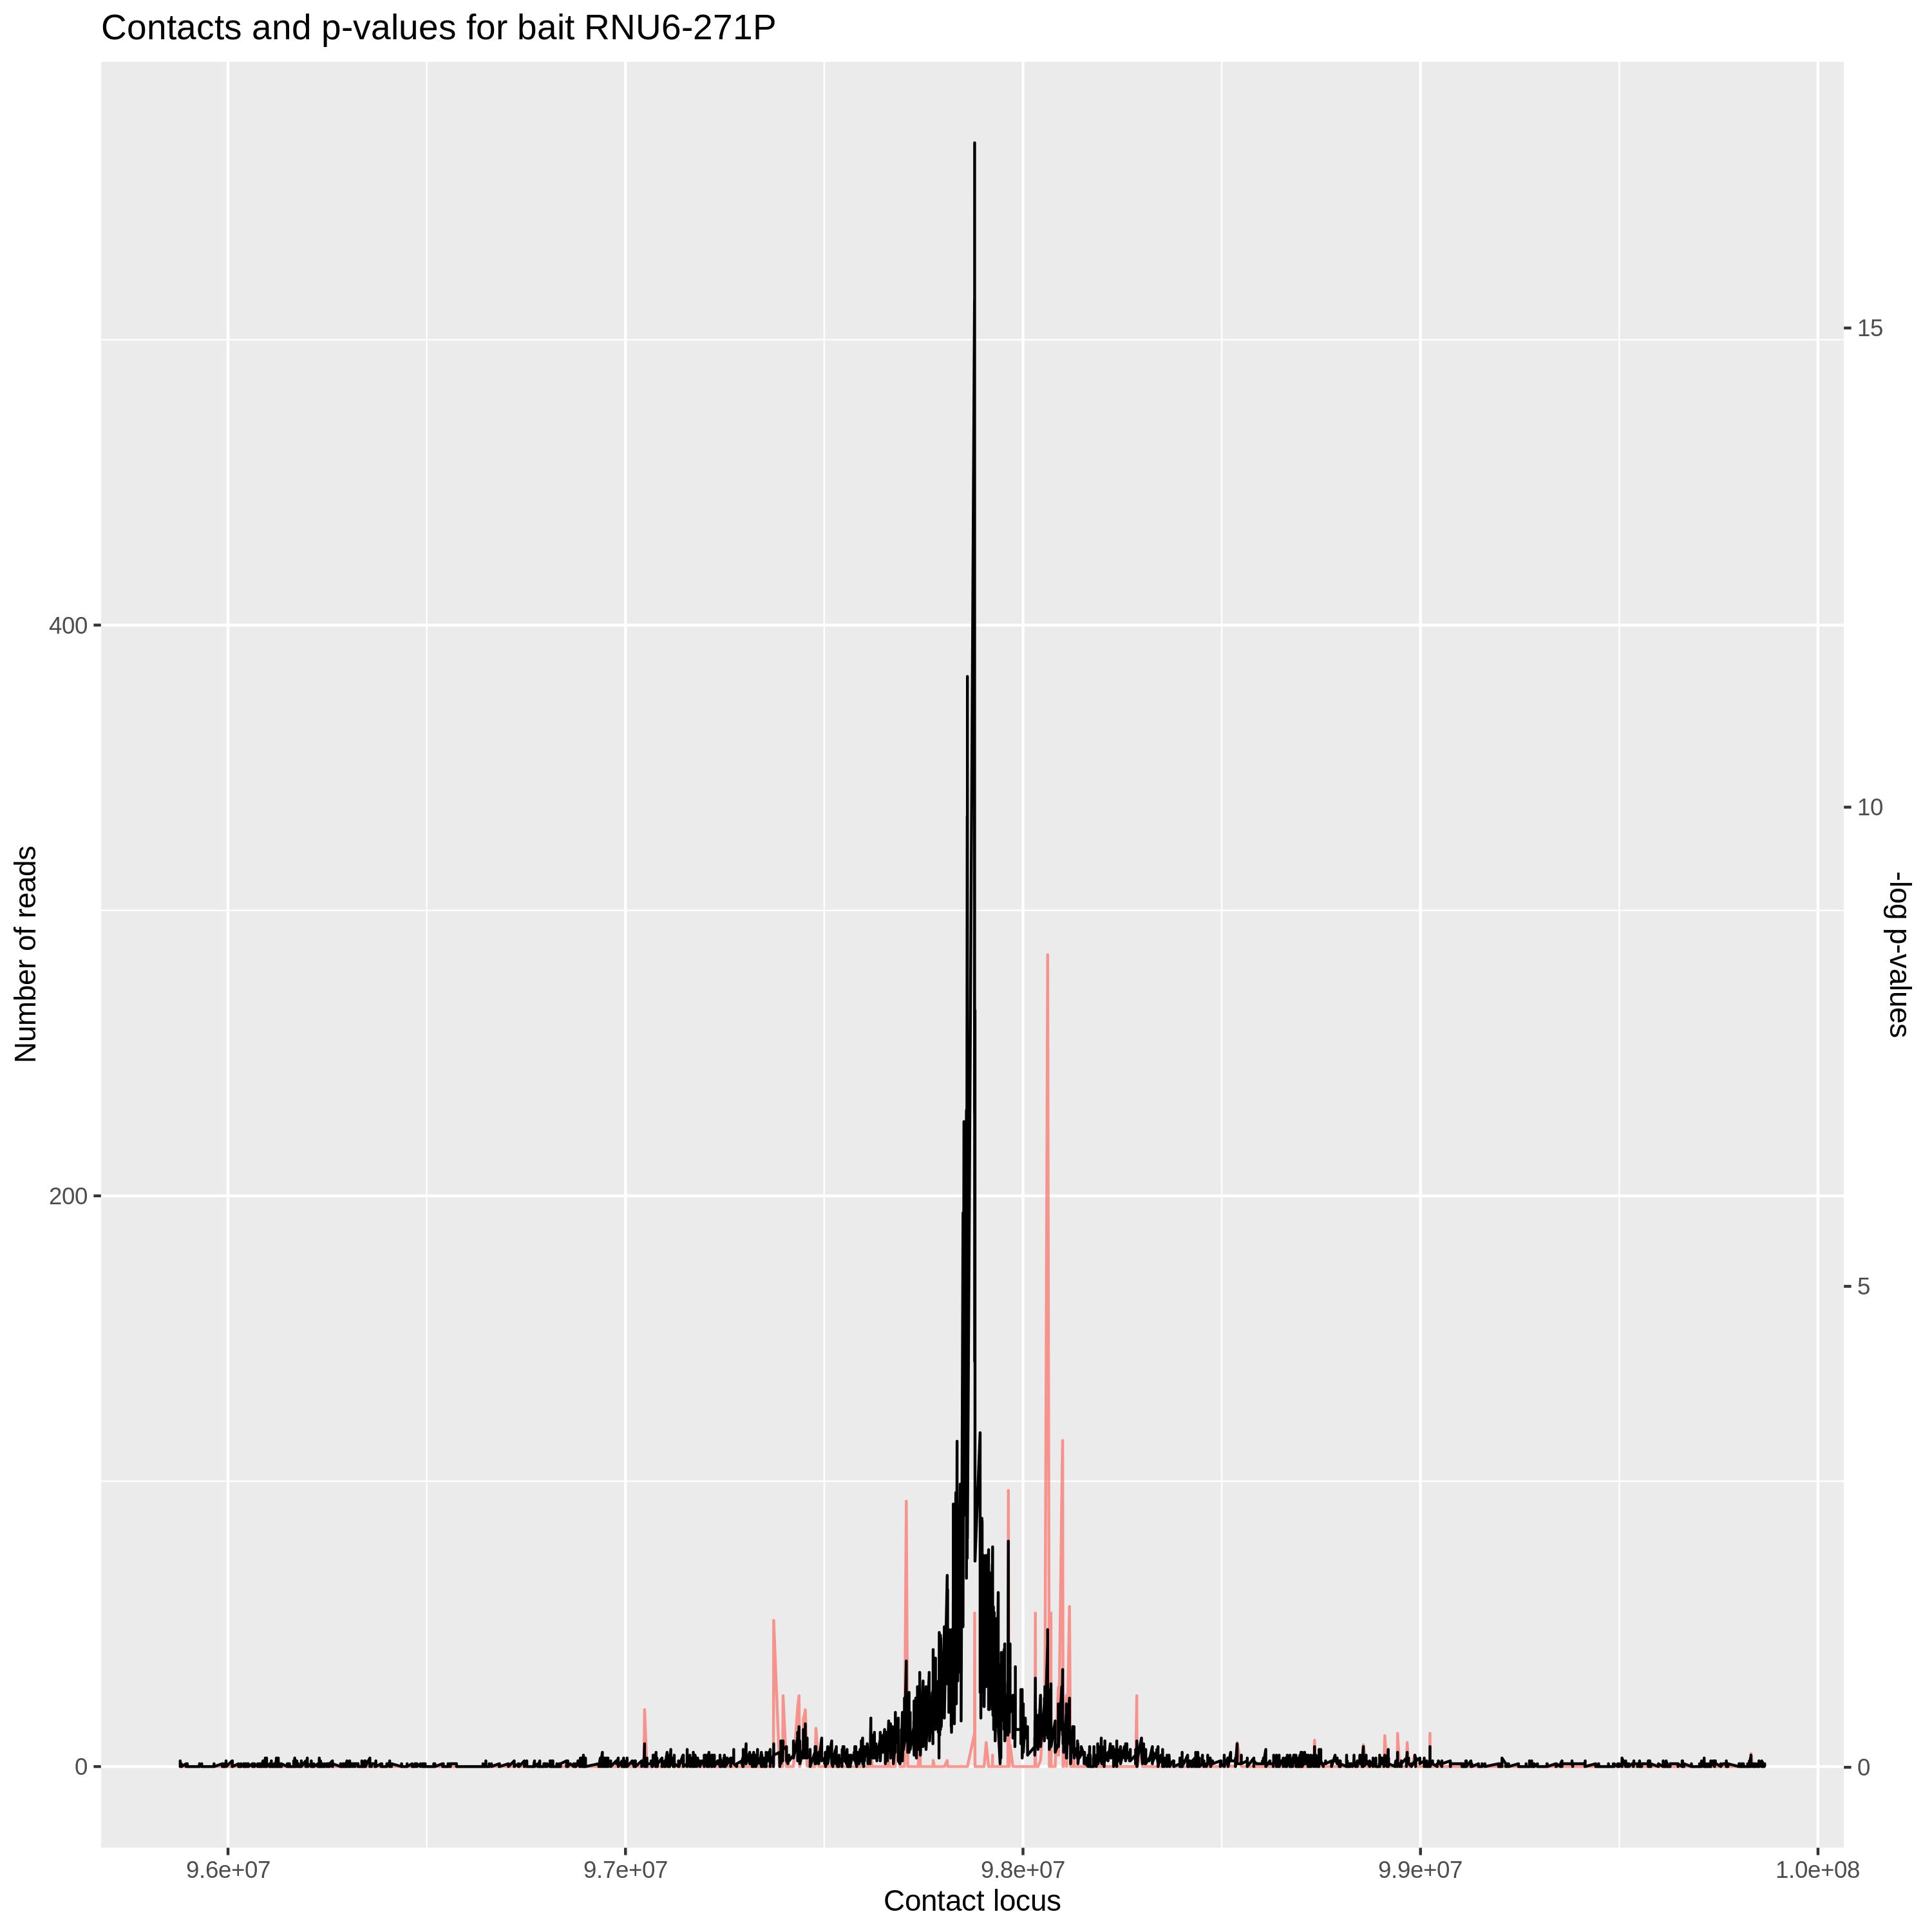 Contacts and p-values for bait RNU6-271P
Number of reads
400
200
0
15
10
5
0
-log p-values
9.6e+07
9.7e+07
9.8e+07
9.9e+07
1.0e+08
Contact locus